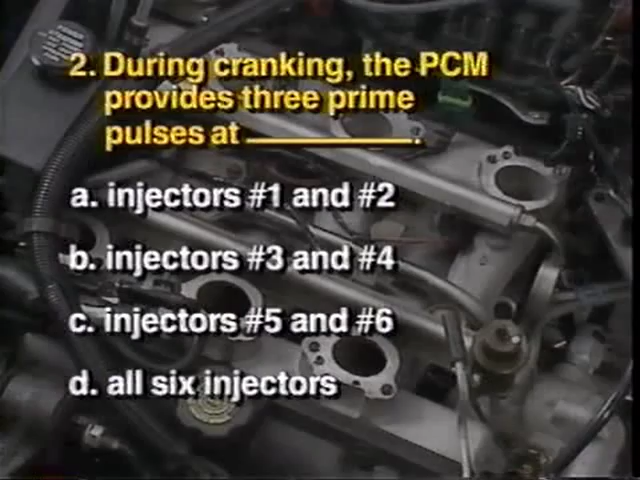 2. During cranking, the PCM
provides three prime
pulses at ____________.
a. injectors #1 and #2
b. injectors #3 and #4
c. injectors #5 and #6
d. all six injectors